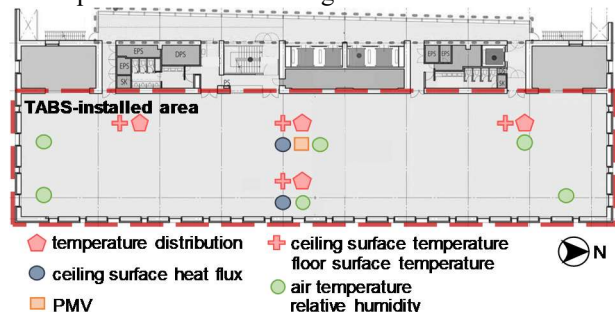 EPS
DPS
EPS
SK
PS
EPS EPS
SK
TABS-installed area
temperature distribution
ceiling surface temperature
floor surface temperature
ceiling surface heat flux
N
PMV
air temperature
relative humidity